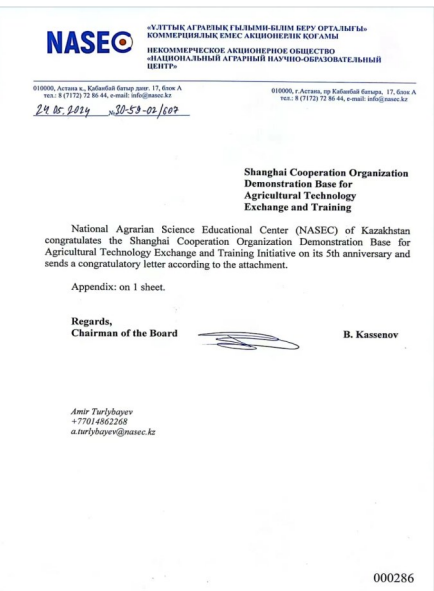 NASEC
«ҰЛТТЫҚ АГРАРЛЫҚ ҒЫЛЫМИ-БІЛІМ БЕРУ ОРТАЛЫҒЫ»
КОММЕРЦИЯЛЫҚ ЕМЕС АКЦИОНЕРЛІК ҚОҒАМЫ
НЕКОММЕРЧЕСКОЕ АКЦИОНЕРНОЕ ОБЩЕСТВО
«НАЦИОНАЛЬНЫЙ АГРАРНЫЙ НАУЧНО-ОБРАЗОВАТЕЛЬНЫЙ
ЦЕНТР»
010000, Астана қ., Қабанбай батыр даңғ. 17, блок А
тел.: 8 (7172) 72 86 44, e-mail: info@nasec.kz
010000, г.Астана, пр Кабанбай батыра, 17, блок А
тел.: 8 (7172) 72 86 44, e-mail: info@nasec.kz
24.05.2024 №30-59-02/607
Shanghai Cooperation Organization
Demonstration Base for
Agricultural Technology
Exchange and Training
National Agrarian Science Educational Center (NASEC) of Kazakhstan
congratulates the Shanghai Cooperation Organization Demonstration Base for
Agricultural Technology Exchange and Training Initiative on its 5th anniversary and
sends a congratulatory letter according to the attachment.
Appendix: on 1 sheet.
Regards,
Chairman of the Board
B. Kassenov
Amir Turlybayev
+77014862268
a.turlybayev@nasec.kz
000286